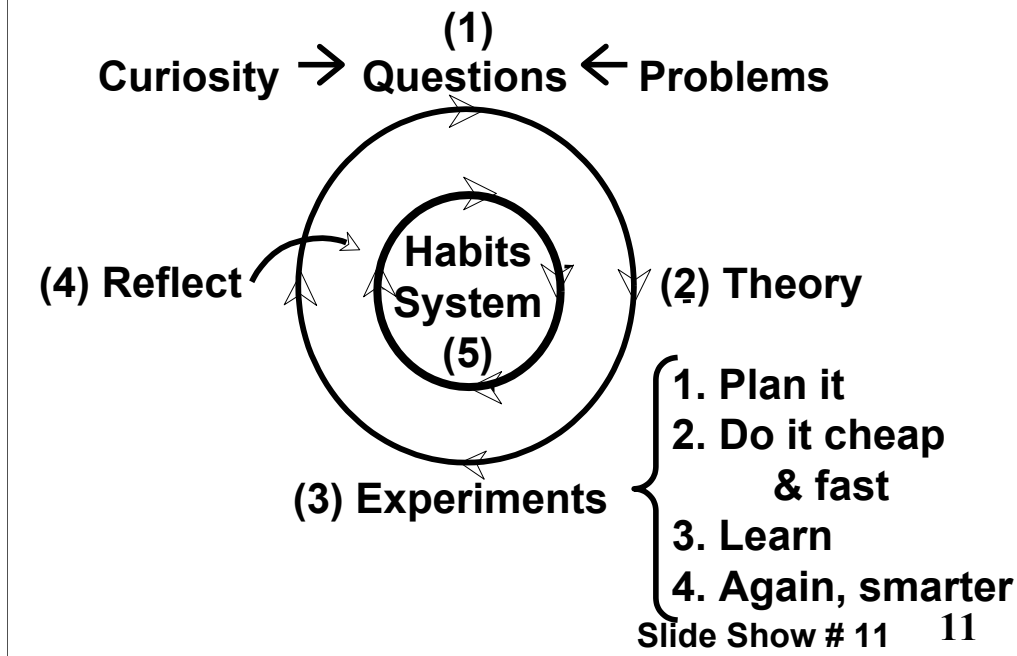 (1)
Curiosity → Questions ← Problems
Habits
System
(5)
(4) Reflect
(2) Theory
(3) Experiments
1. Plan it
2. Do it cheap
& fast
3. Learn
4. Again, smarter
Slide Show # 11 11